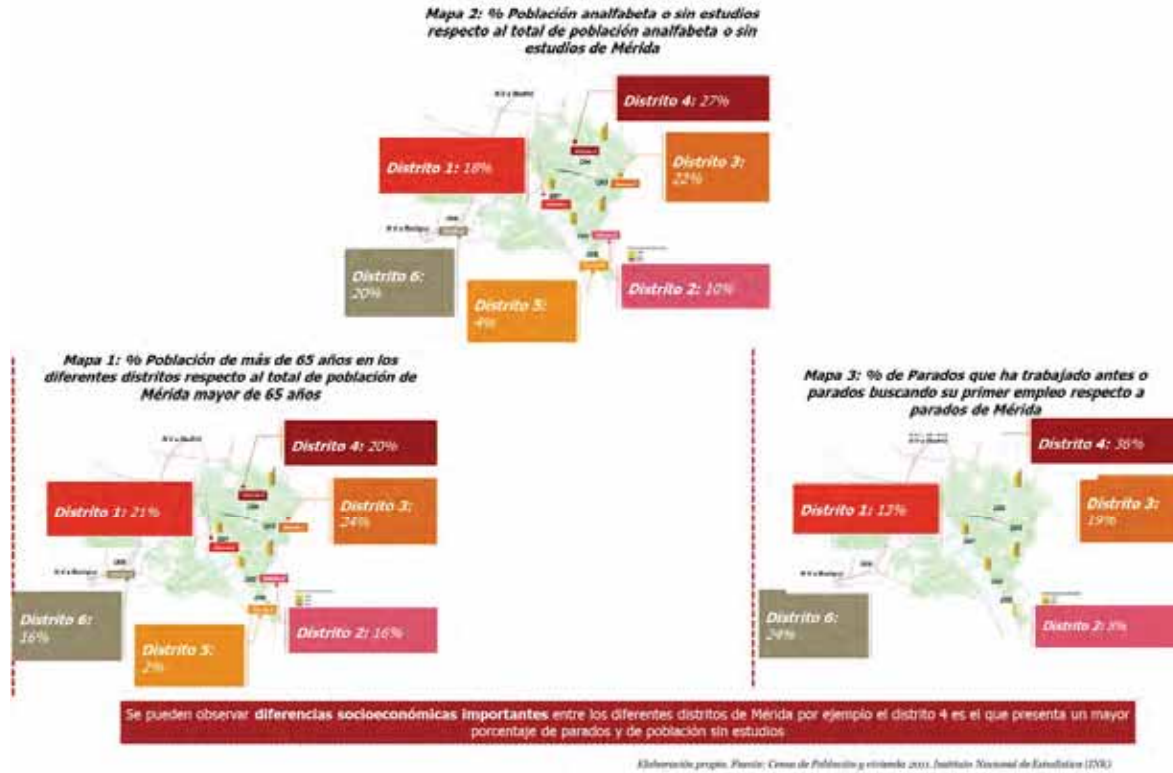 Mapa 2: % Población analfabeta o sin estudios
respecto al total de población analfabeta o sin
estudios de Mérida
Distrito 4: 27%
Distrito 1: 18%
Distrito 3:
22%
Distrito 6:
20%
Distrito 5:
4%
Distrito 2: 10%
Mapa 1: % Población de más de 65 años en los
diferentes distritos respecto al total de población de
Mérida mayor de 65 años
N-V a Madrid
Distrito 4: 20%
Distrito 1: 21%
Distrito 3:
24%
Distrito 6:
16%
Distrito 5:
2%
Distrito 2: 16%
Mapa 3: % de Parados que ha trabajado antes o
parados buscando su primer empleo respecto a
parados de Mérida
Distrito 4:
Distrito 1:
Distrito 3:
19%
Distrito 6:
24%
Distrito 2: 8%
Se pueden observar diferencias socioeconómicas importantes entre los diferentes distritos de Mérida por ejemplo el distrito 4 es el que presenta un mayor
porcentaje de parados y de población sin estudios
Elaboración propia. Fuente: Censo de Población y vivienda 2011. Instituto Nacional de Estadística (INE)